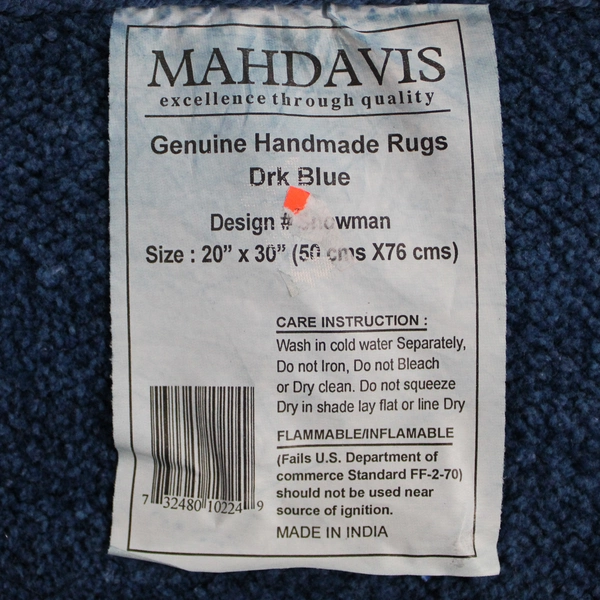 MAHDAVIS
excellence through quality
Genuine Handmade Rugs
Drk Blue
Design # Snowman
Size : 20" x 30" (50 cms X76 cms)
CARE INSTRUCTION :
Wash in cold water Separately,
Do not Iron, Do not Bleach
or Dry clean. Do not squeeze
Dry in shade lay flat or line Dry
FLAMMABLE/INFLAMABLE
(Fails U.S. Department of
commerce Standard FF-2-70)
should not be used near
source of ignition.
MADE IN INDIA
7 32480 10224 9